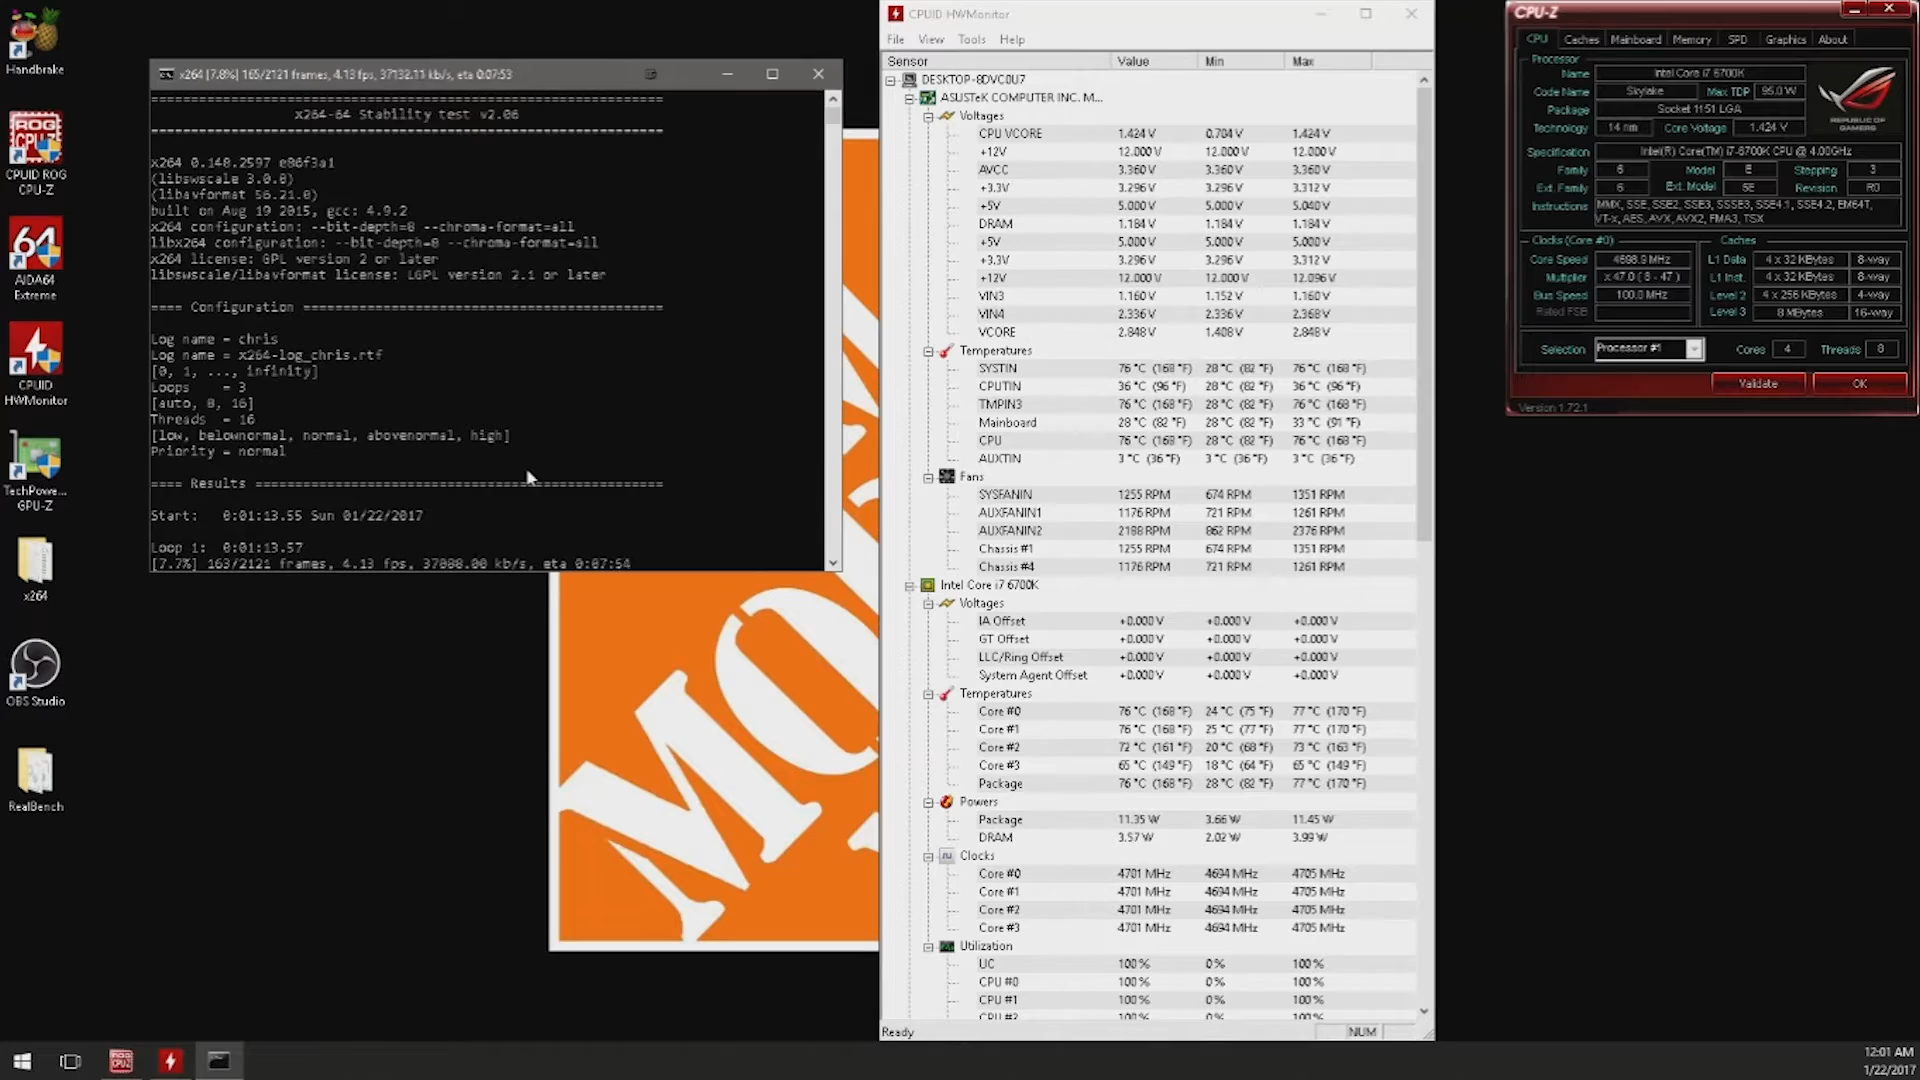 Handbrake
CPUID ROG
CPU-Z
AIDA64
Extreme
CPUID
HWMonitor
TechPowe...
GPU-Z
x264
OBS Studio
RealBench
x264 [7.8%] 165/2121 frames, 4.13 fps, 37132.11 kb/s, eta 0:07:53
x264-64 Stability test v2.06
x264 0.148.2597 e86f3a1
(libswscale 3.0.0)
(libavformat 56.21.0)
built on Aug 19 2015, gcc: 4.9.2
x264 configuration: --bit-depth=8 --chroma-format=all
libx264 configuration: --bit-depth=8 --chroma-format=all
x264 license: GPL version 2 or later
libswscale/libavformat license: LGPL version 2.1 or later
==== Configuration ====
Log name = chris
Log name = x264-log_chris.rtf
[0, 1, ..., infinity]
Loops = 3
[auto, 8, 16]
Threads = 16
[low, belownormal, normal, abovenormal, high]
Priority = normal
==== Results ====
Start: 0:01:13.55 Sun 01/22/2017
Loop 1: 0:01:13.57
[7.7%] 163/2121 frames, 4.13 fps, 37088.00 kb/s, eta 0:07:54
CPUID HWMonitor
File View Tools Help
Sensor Value Min Max
DESKTOP-8DVC0U7
ASUSTeK COMPUTER INC. M...
Voltages
CPU VCORE 1.424 V 0.704 V 1.424 V
+12V 12.000 V 12.000 V 12.000 V
AVCC 3.360 V 3.360 V 3.360 V
+3.3V 3.296 V 3.296 V 3.312 V
+5V 5.000 V 5.000 V 5.040 V
DRAM 1.184 V 1.184 V 1.184 V
+5V 5.000 V 5.000 V 5.000 V
+3.3V 3.296 V 3.296 V 3.312 V
+12V 12.000 V 12.000 V 12.096 V
VIN3 1.160 V 1.152 V 1.160 V
VIN4 2.336 V 2.336 V 2.368 V
VCORE 2.848 V 1.408 V 2.848 V
Temperatures
SYSTIN 76 °C (168 °F) 28 °C (82 °F) 76 °C (168 °F)
CPUTIN 36 °C (96 °F) 28 °C (82 °F) 36 °C (96 °F)
TMPIN3 76 °C (168 °F) 28 °C (82 °F) 76 °C (168 °F)
Mainboard 28 °C (82 °F) 28 °C (82 °F) 33 °C (91 °F)
CPU 76 °C (168 °F) 28 °C (82 °F) 76 °C (168 °F)
AUXTIN 3 °C (36 °F) 3 °C (36 °F) 3 °C (36 °F)
Fans
SYSFANIN 1255 RPM 674 RPM 1351 RPM
AUXFANIN1 1176 RPM 721 RPM 1261 RPM
AUXFANIN2 2188 RPM 862 RPM 2376 RPM
Chassis #1 1255 RPM 674 RPM 1351 RPM
Chassis #4 1176 RPM 721 RPM 1261 RPM
Intel Core i7 6700K
Voltages
IA Offset +0.000 V +0.000 V +0.000 V
GT Offset +0.000 V +0.000 V +0.000 V
LLC/Ring Offset +0.000 V +0.000 V +0.000 V
System Agent Offset +0.000 V +0.000 V +0.000 V
Temperatures
Core #0 76 °C (168 °F) 24 °C (75 °F) 77 °C (170 °F)
Core #1 76 °C (168 °F) 25 °C (77 °F) 77 °C (170 °F)
Core #2 72 °C (161 °F) 20 °C (68 °F) 73 °C (163 °F)
Core #3 65 °C (149 °F) 18 °C (64 °F) 65 °C (149 °F)
Package 76 °C (168 °F) 28 °C (82 °F) 77 °C (170 °F)
Powers
Package 11.35 W 3.66 W 11.45 W
DRAM 3.57 W 2.02 W 3.99 W
Clocks
Core #0 4701 MHz 4694 MHz 4705 MHz
Core #1 4701 MHz 4694 MHz 4705 MHz
Core #2 4701 MHz 4694 MHz 4705 MHz
Core #3 4701 MHz 4694 MHz 4705 MHz
Utilization
UC 100 % 0 % 100 %
CPU #0 100 % 0 % 100 %
CPU #1 100 % 0 % 100 %
CPU #2 100 % 0 % 100 %
Ready NUM
CPU-Z
CPU Caches Mainboard Memory SPD Graphics About
Processor
Name Intel Core i7 6700K
Code Name Skylake Max TDP 95.0 W
Package Socket 1151 LGA
Technology 14 nm Core Voltage 1.424 V
REPUBLIC OF
GAMERS
Specification Intel(R) Core(TM) i7-6700K CPU @ 4.00GHz
Family 6 Model E Stepping 3
Ext. Family 6 Ext. Model 5E Revision R0
Instructions MMX, SSE, SSE2, SSE3, SSSE3, SSE4.1, SSE4.2, EM64T,
VT-x, AES, AVX, AVX2, FMA3, TSX
Clocks (Core #0) Caches
Core Speed 4698.9 MHz L1 Data 4 x 32 KBytes 8-way
Multiplier x 47.0 ( 8 - 47 ) L1 Inst. 4 x 32 KBytes 8-way
Bus Speed 100.0 MHz Level 2 4 x 256 KBytes 4-way
Rated FSB Level 3 8 MBytes 16-way
Selection Processor #1 Cores 4 Threads 8
Validate OK
Version 1.72.1
12:01 AM
1/22/2017